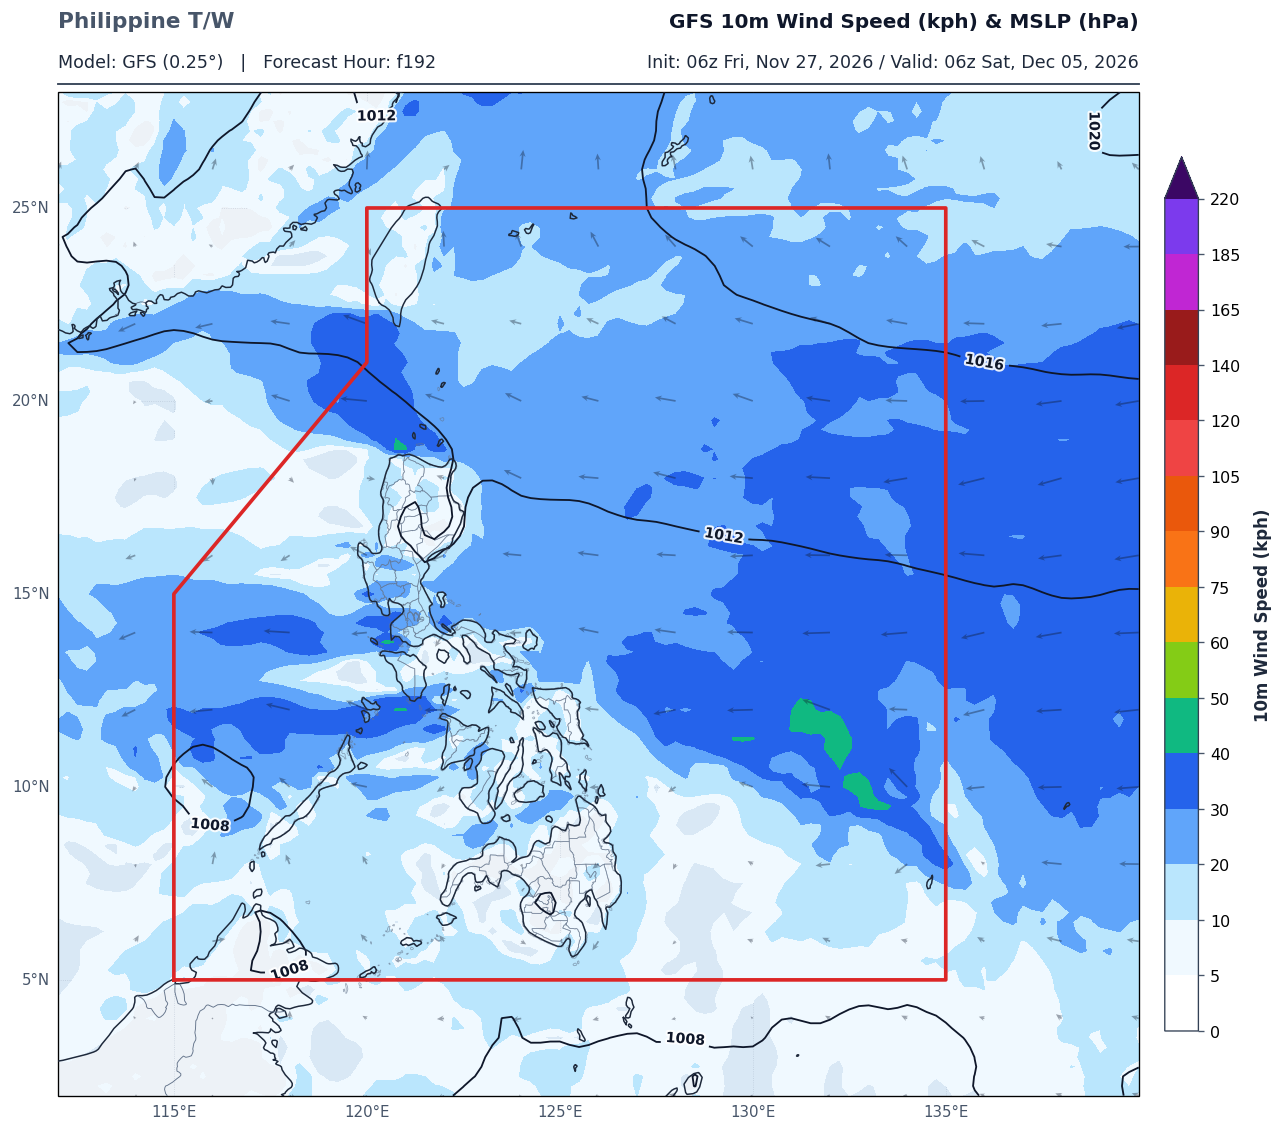 Philippine T/W
GFS 10m Wind Speed (kph) & MSLP (hPa)
Model: GFS (0.25°) | Forecast Hour: f192
Init: 06z Fri, Nov 27, 2026 / Valid: 06z Sat, Dec 05, 2026
1012
1020
1016
1012
1008
1008
1008
25°N
20°N
15°N
10°N
5°N
115°E
120°E
125°E
130°E
135°E
220
185
165
140
120
105
90
75
60
50
40
30
20
10
5
0
10m Wind Speed (kph)